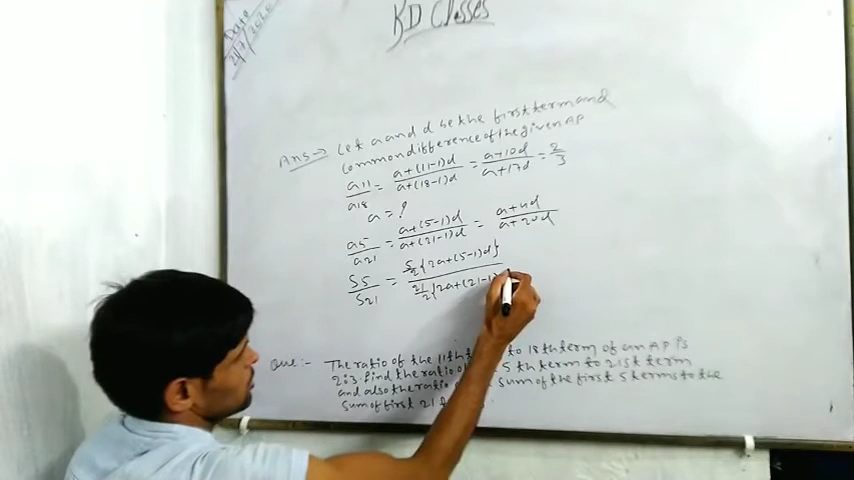 Date
21/7/2020
KD Classes
Ans:→ Let a and d be the first term and
common difference of the given AP
a11/a18 = a+(11-1)d/a+(18-1)d = a+10d/a+17d = 2/3
a = ?
a5/a21 = a+(5-1)d/a+(21-1)d = a+4d/a+20d
S5/S21 = 5/2{2a+(5-1)d}/21/2{2a+(21-1)
Que:- The ratio of the 11th to 18th term of an AP is
2:3 find the ratio of 5th term to 21st term
and also the ratio sum of the first 5 terms to the
sum of first 21